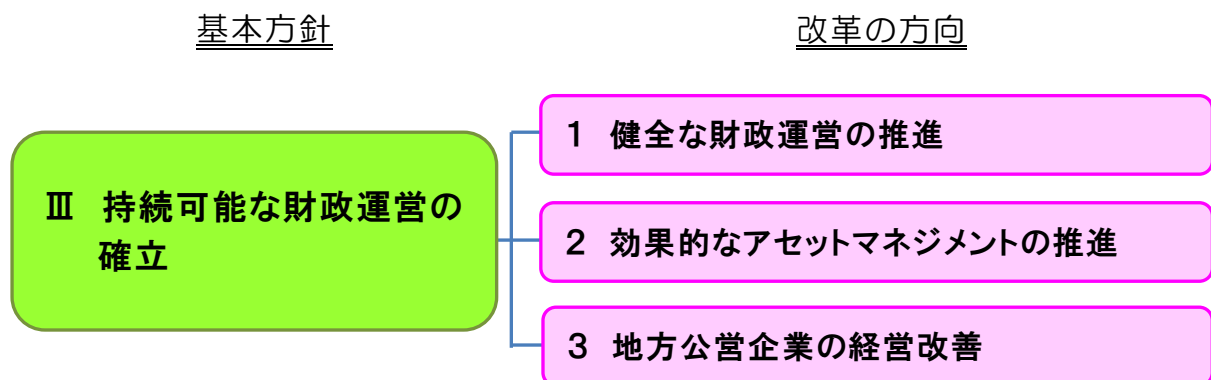 基本方針
改革の方向
Ⅲ 持続可能な財政運営の
確立
1 健全な財政運営の推進
2 効果的なアセットマネジメントの推進
3 地方公営企業の経営改善